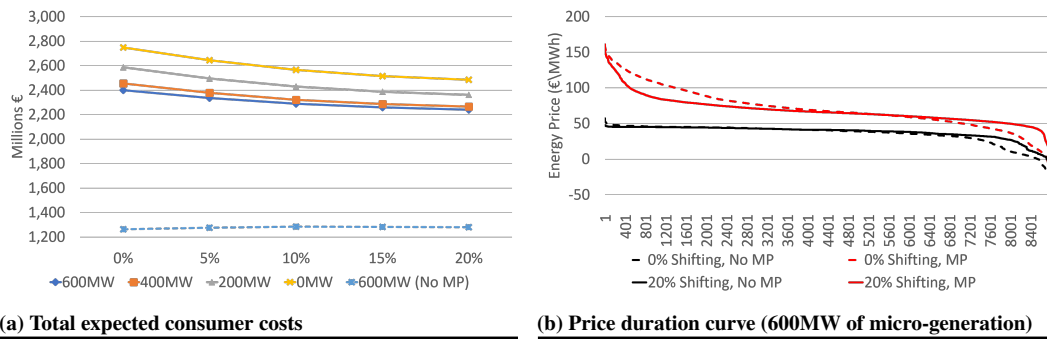 3,000
2,800
2,600
2,400
2,200
2,000
1,800
1,600
1,400
1,200
Millions €
0% 5% 10% 15% 20%
600MW 400MW 200MW 0MW 600MW (No MP)
(a) Total expected consumer costs
200
150
100
50
0
-50
Energy Price (€\MWh)
1 401 801 1201 1601 2001 2401 2801 3201 3601 4001 4401 4801 5201 5601 6001 6401 6801 7201 7601 8001 8401
0% Shifting, No MP 0% Shifting, MP
20% Shifting, No MP 20% Shifting, MP
(b) Price duration curve (600MW of micro-generation)